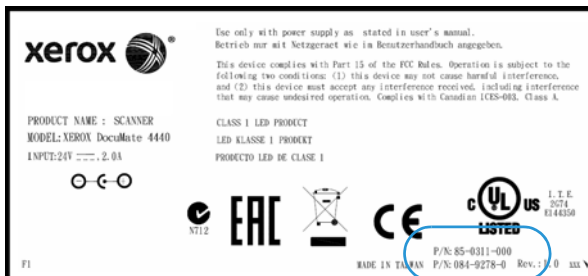 xerox
Use only with power supply as stated in user's manual.
Betrieb nur mit Netzgeraet wie im Benutzerhandbuch angegeben.
This device complies with Part 15 of the FCC Rules. Operation is subject to the
following two conditions: (1) this device may not cause harmful interference,
and (2) this device must accept any interference received, including interference
that may cause undesired operation. Complies with Canadian ICES-003, Class A.
PRODUCT NAME : SCANNER
MODEL: XEROX DocuMate 4440
INPUT:24V 2.0A
CLASS 1 LED PRODUCT
LED KLASSE 1 PRODUKT
PRODUCTO LED DE CLASE 1
N712
EAC
CE
C UL US
LISTED
I.T.E.
2G74
E144350
P/N:85-0311-000
F1
MADE IN TAIWAN P/N:084-9278-0 Rev.:1.0 xxx